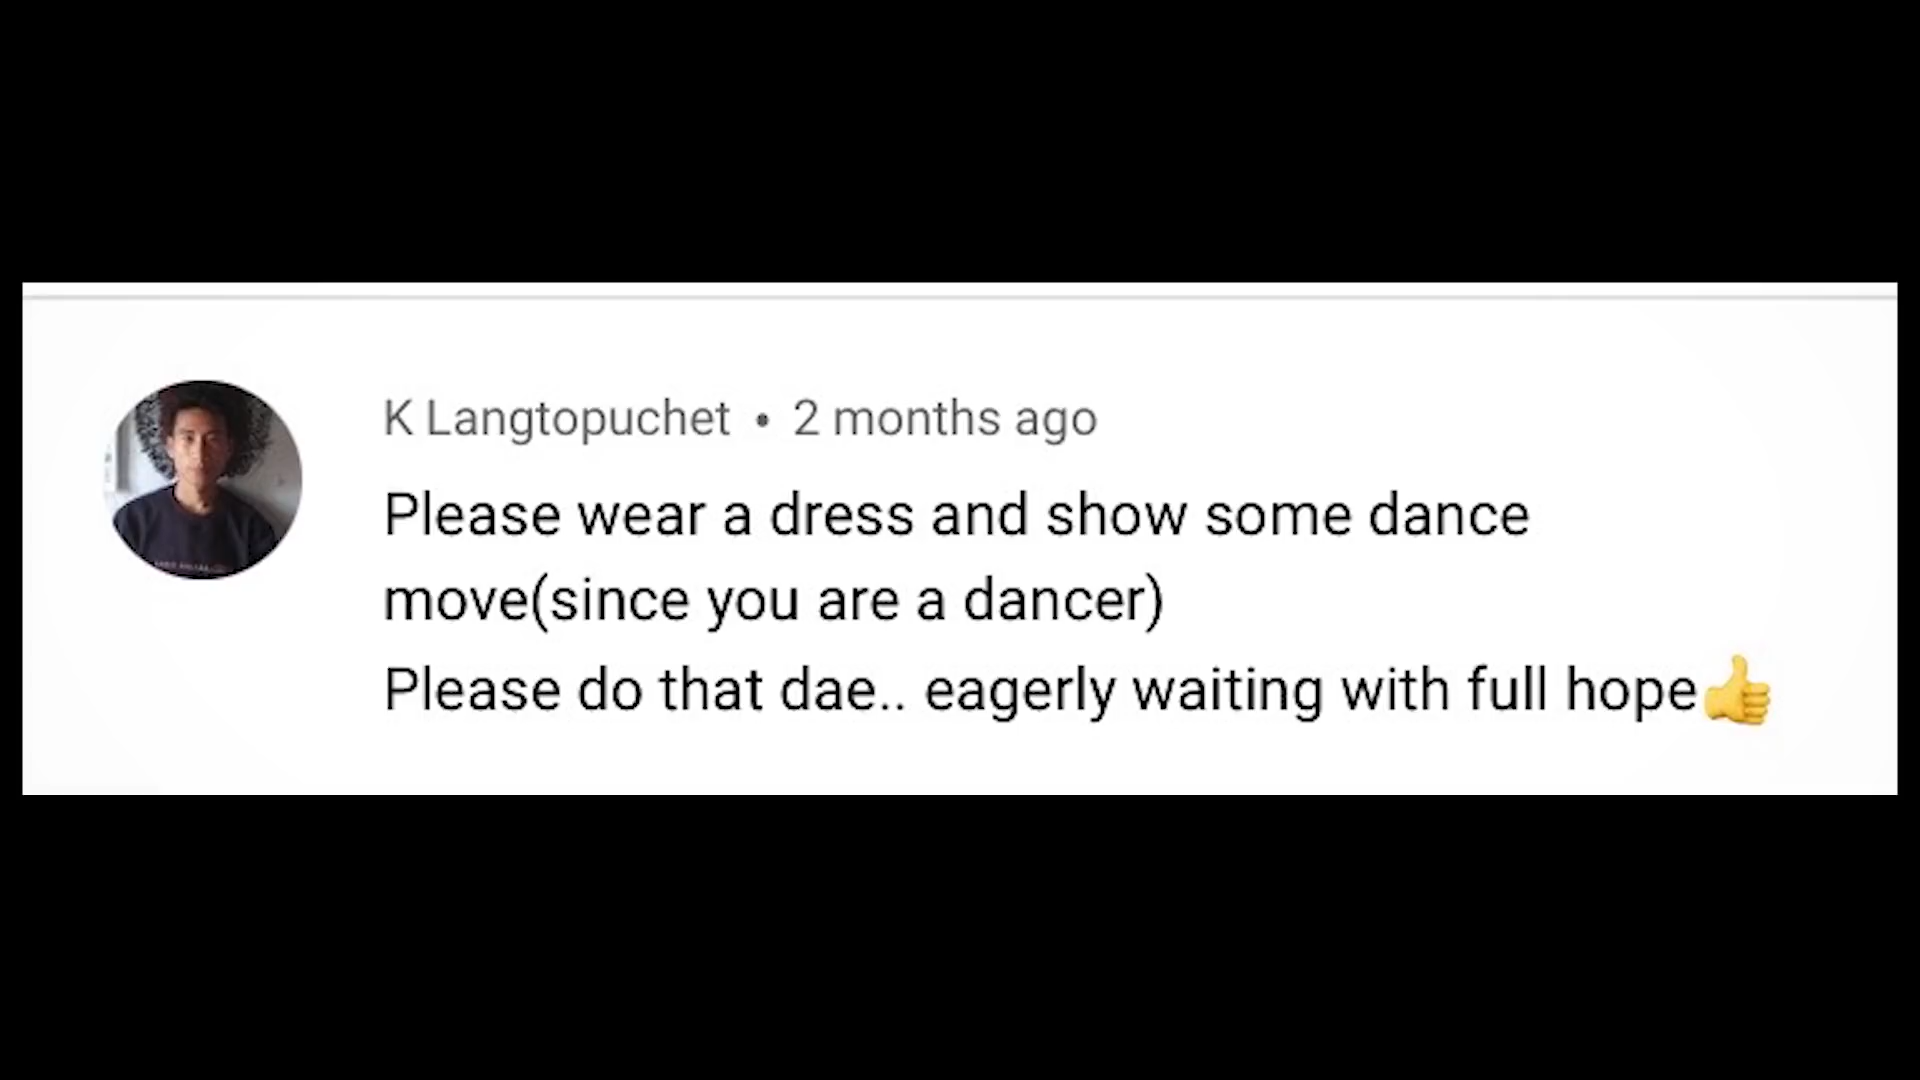 K Langtopuchet • 2 months ago
Please wear a dress and show some dance
move(since you are a dancer)
Please do that dae.. eagerly waiting with full hope👍